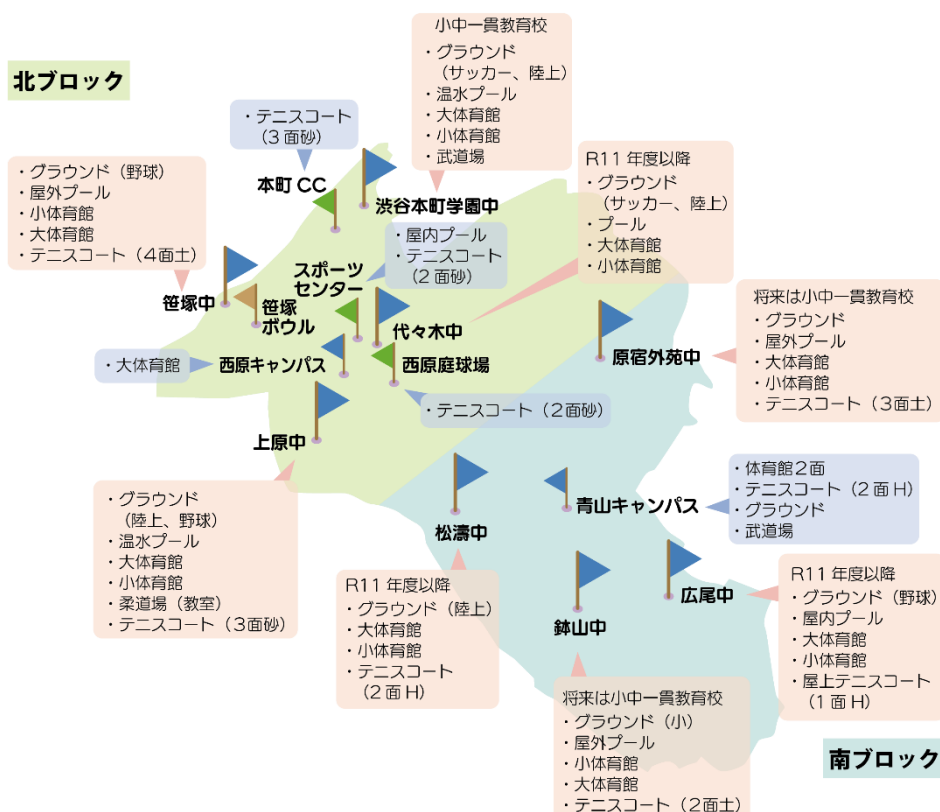 北ブロック
小中一貫教育校
・グラウンド
（サッカー、陸上）
・温水プール
・大体育館
・小体育館
・武道場
・テニスコート
（3面砂）
本町CC
渋谷本町学園中
R11年度以降
・グラウンド
（サッカー、陸上）
・プール
・大体育館
・小体育館
・グラウンド（野球）
・屋外プール
・小体育館
・大体育館
・テニスコート（4面土）
笹塚中
笹塚
ボウル
・屋内プール
・テニスコート
（2面砂）
スポーツ
センター
代々木中
将来は小中一貫教育校
・グラウンド
・屋外プール
・大体育館
・小体育館
・テニスコート（3面土）
原宿外苑中
・大体育館
西原キャンパス
西原庭球場
・テニスコート（2面砂）
上原中
・グラウンド
（陸上、野球）
・温水プール
・大体育館
・小体育館
・柔道場（教室）
・テニスコート（3面砂）
松濤中
R11年度以降
・グラウンド（陸上）
・大体育館
・小体育館
・テニスコート
（2面H）
青山キャンパス
・体育館2面
・テニスコート（2面H）
・グラウンド
・武道場
広尾中
R11年度以降
・グラウンド（野球）
・屋内プール
・大体育館
・小体育館
・屋上テニスコート
（1面H）
鉢山中
将来は小中一貫教育校
・グラウンド（小）
・屋外プール
・小体育館
・大体育館
・テニスコート（2面土）
南ブロック